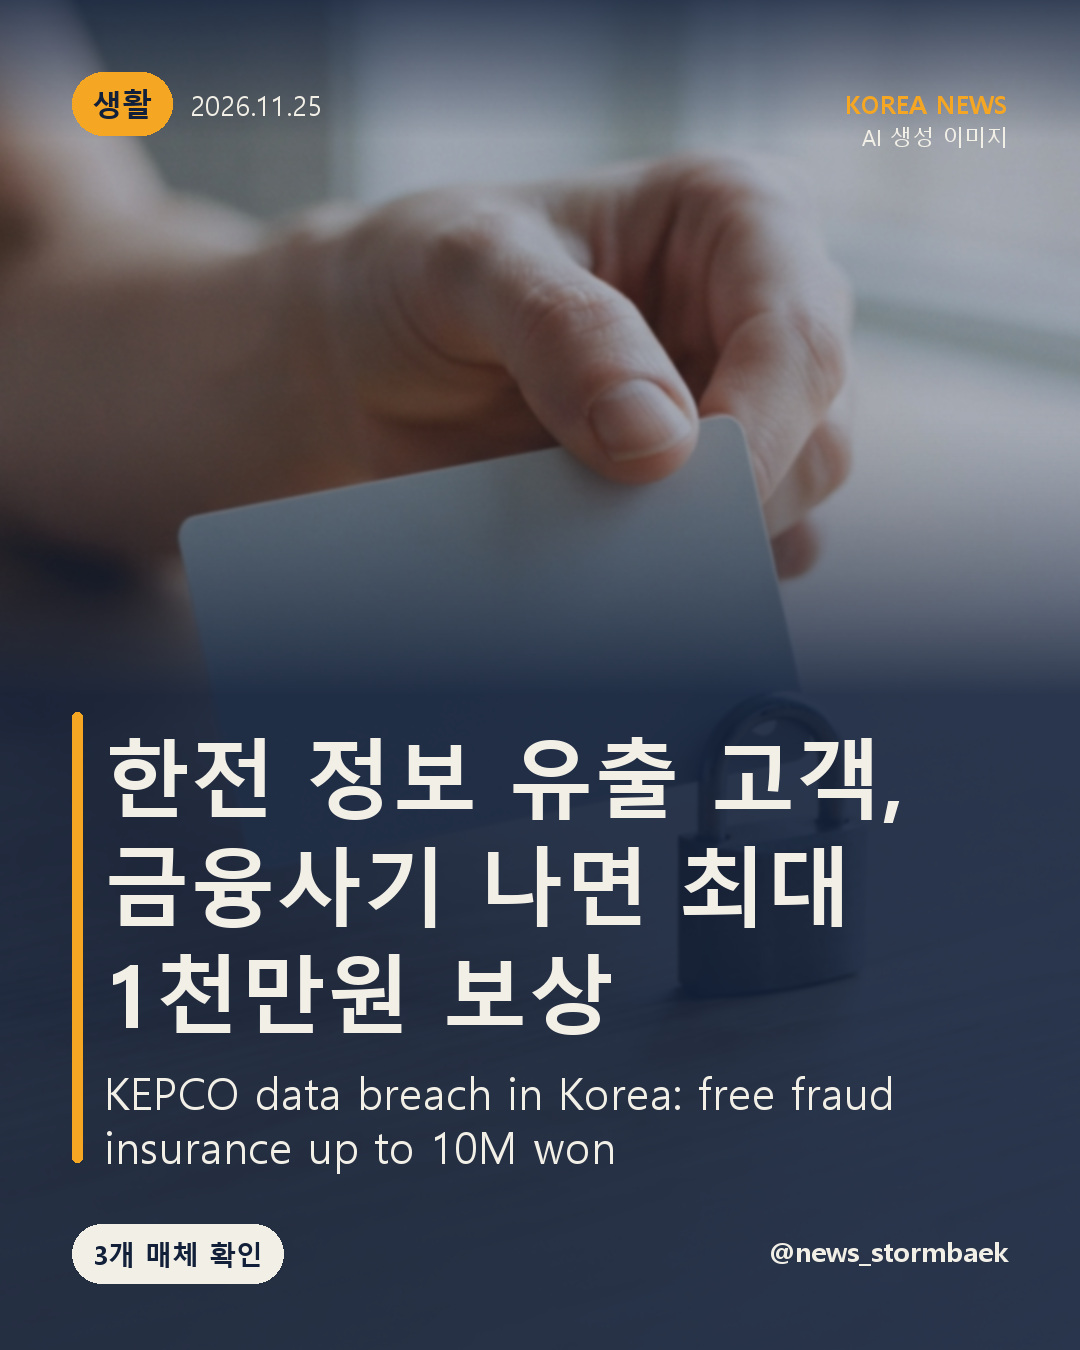 생활
2026.11.25
KOREA NEWS
AI 생성 이미지
한전 정보 유출 고객,
금융사기 나면 최대
1천만원 보상
KEPCO data breach in Korea: free fraud
insurance up to 10M won
3개 매체 확인
@news_stormbaek